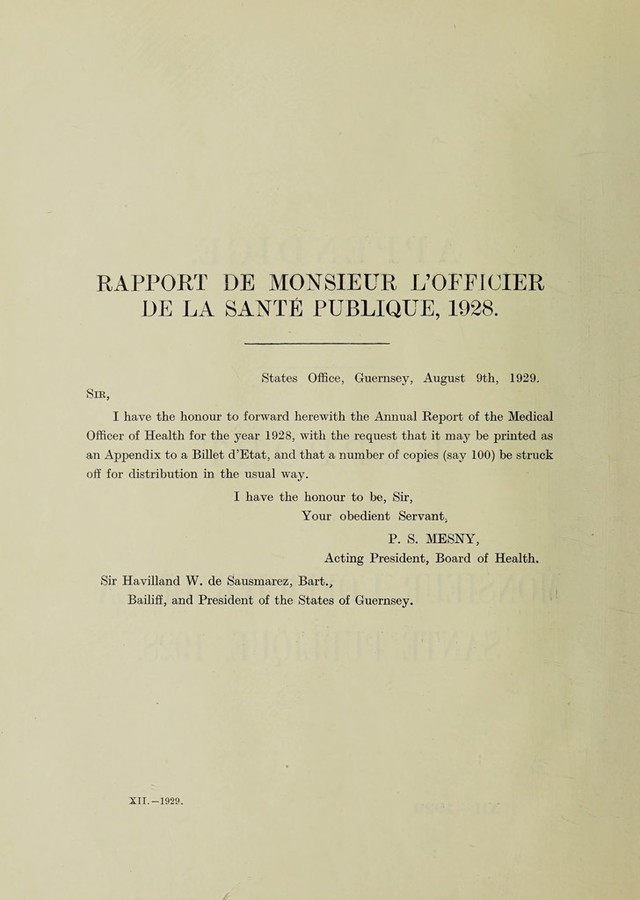 RAPPORT DE MONSIEUR L'OFFICIER
DE LA SANTÉ PUBLIQUE, 1928.
States Office, Guernsey, August 9th, 1929.
SIR,
I have the honour to forward herewith the Annual Report of the Medical
Officer of Health for the year 1928, with the request that it may be printed as
an Appendix to a Billet d'Etat, and that a number of copies (say 100) be struck
off for distribution in the usual way.
I have the honour to be, Sir,
Your obedient Servant,
P. S. MESNY,
Acting President, Board of Health.
Sir Havilland W. de Sausmarez, Bart.,
Bailiff, and President of the States of Guernsey.
XII.—1929.